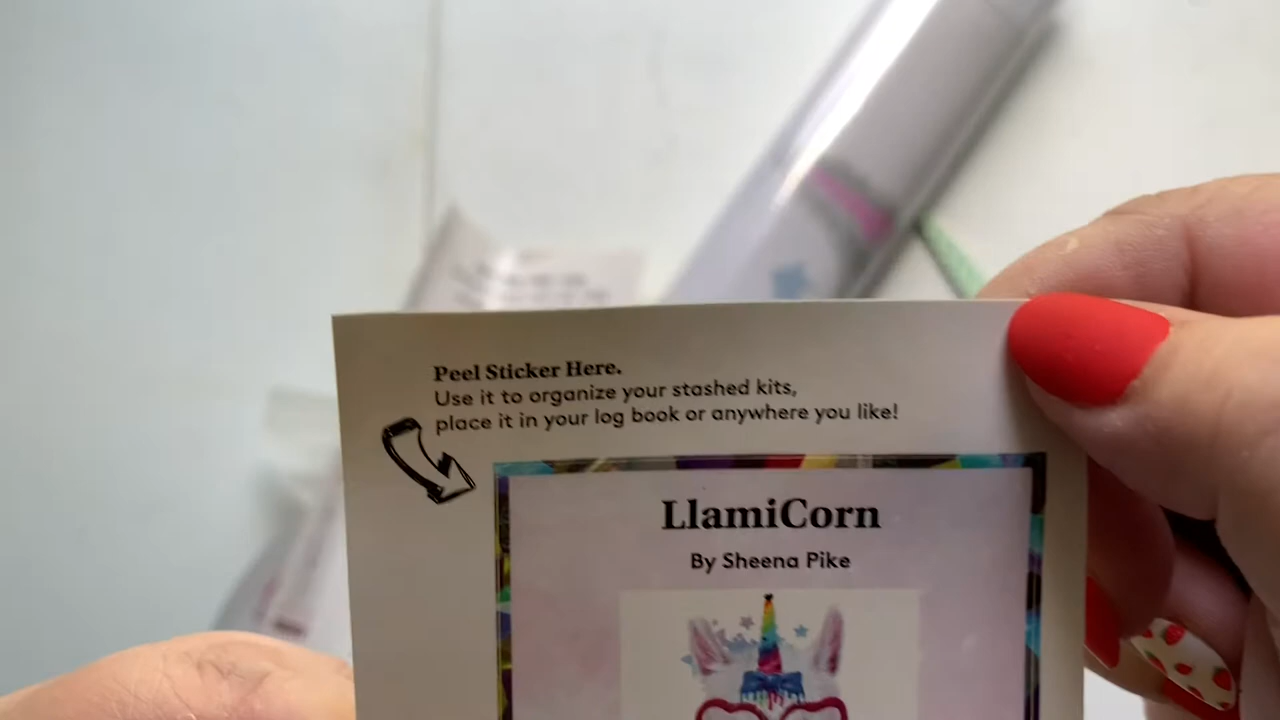 Peel Sticker Here.
Use it to organize your stashed kits,
place it in your log book or anywhere you like!
LlamiCorn
By Sheena Pike